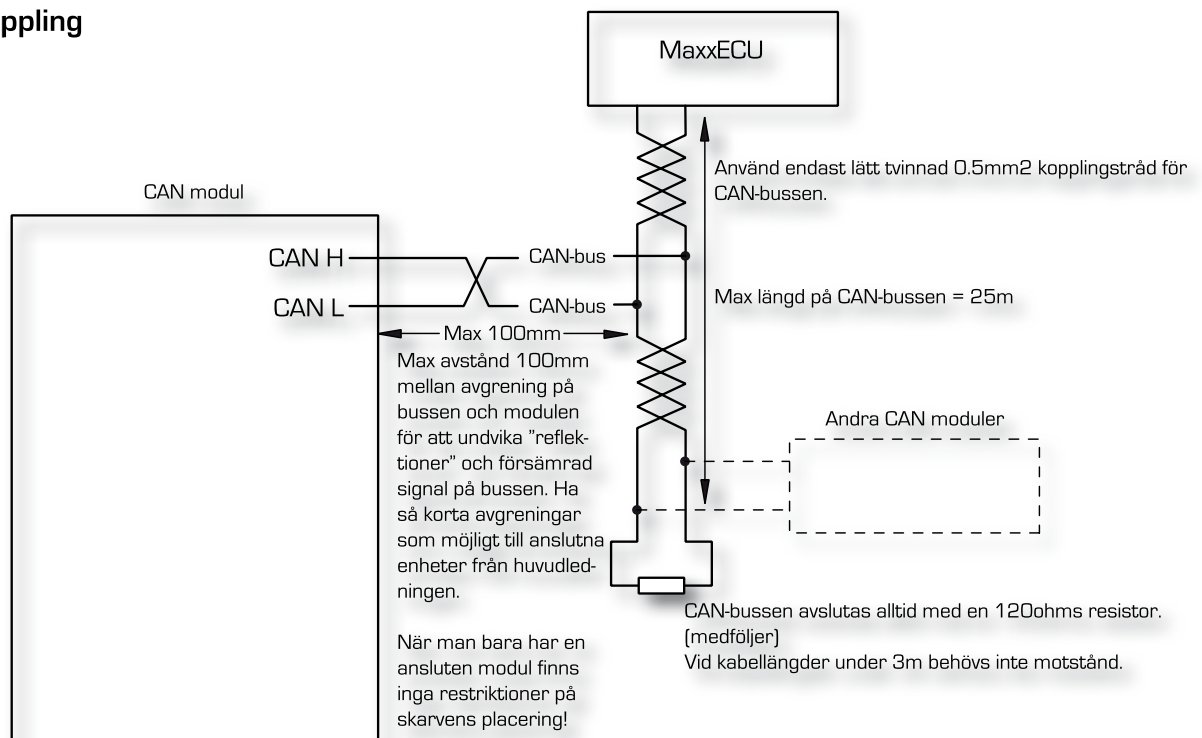 ppling
MaxxECU
Använd endast lätt tvinnad 0.5mm2 kopplingstråd för
CAN-bussen.
CAN modul
CAN H
CAN-bus
CAN L
CAN-bus
Max längd på CAN-bussen = 25m
Max 100mm
Max avstånd 100mm
mellan avgrening på
bussen och modulen
för att undvika "reflek-
tioner" och försämrad
signal på bussen. Ha
så korta avgreningar
som möjligt till anslutna
enheter från huvudled-
ningen.
När man bara har en
ansluten modul finns
inga restriktioner på
skarvens placering!
Andra CAN moduler
CAN-bussen avslutas alltid med en 120ohms resistor.
(medföljer)
Vid kabellängder under 3m behövs inte motstånd.